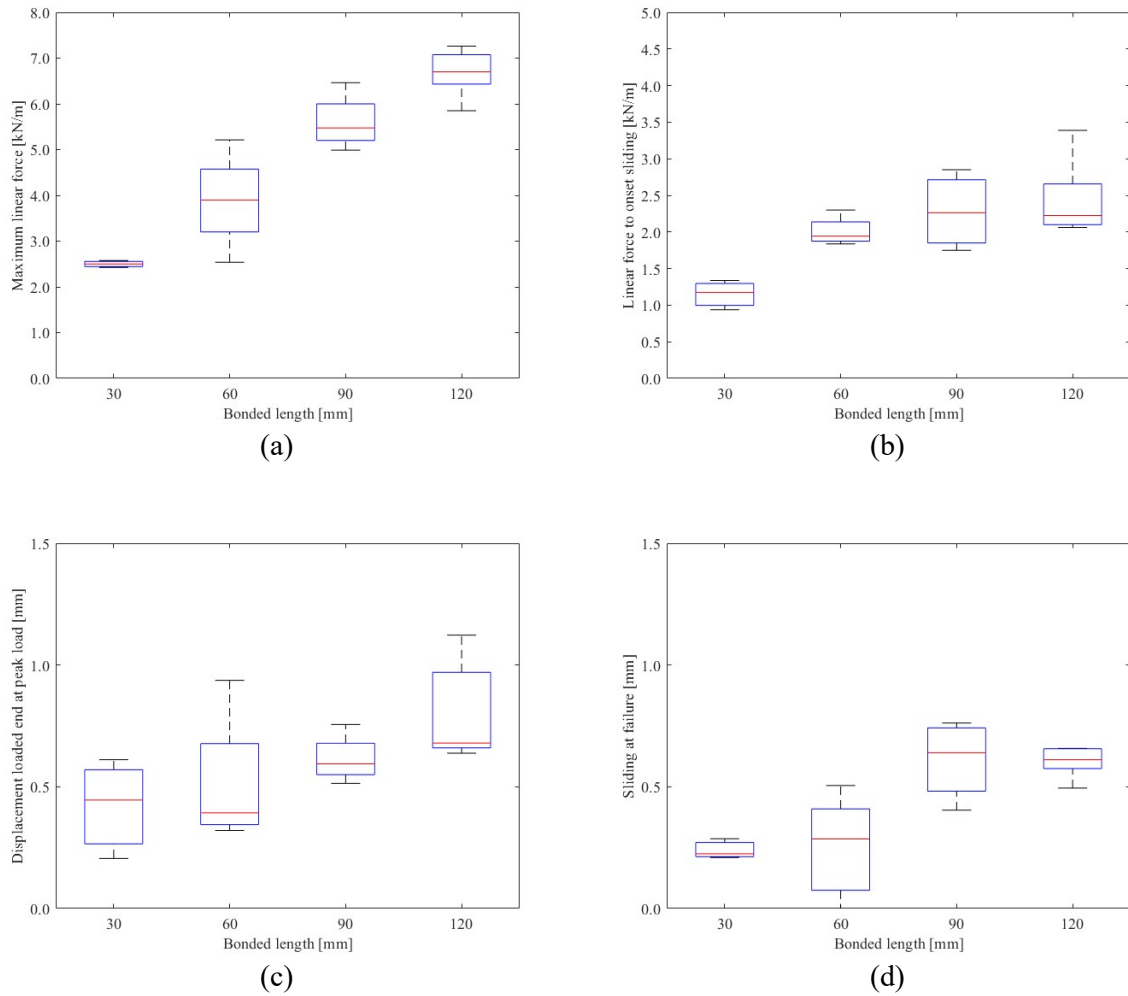 8.0
7.0
6.0
5.0
4.0
3.0
2.0
1.0
0.0
Maximum linear force [kN/m]
30 60 90 120
Bonded length [mm]
(a)
5.0
4.5
4.0
3.5
3.0
2.5
2.0
1.5
1.0
0.5
0.0
Linear force to onset sliding [kN/m]
30 60 90 120
Bonded length [mm]
(b)
1.5
1.0
0.5
0.0
Displacement loaded end at peak load [mm]
30 60 90 120
Bonded length [mm]
(c)
1.5
1.0
0.5
0.0
Sliding at failure [mm]
30 60 90 120
Bonded length [mm]
(d)